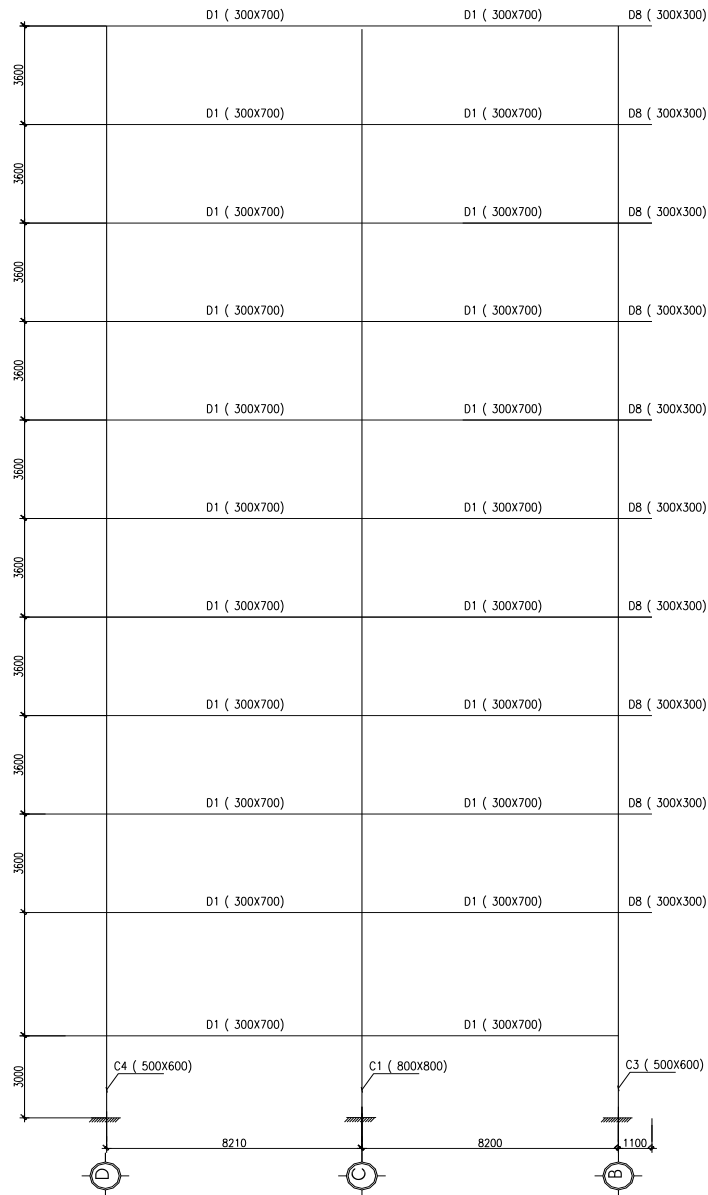 D1 ( 300X700) D1 ( 300X700) D8 ( 300X300)
3600
D1 ( 300X700) D1 ( 300X700) D8 ( 300X300)
3600
D1 ( 300X700) D1 ( 300X700) D8 ( 300X300)
3600
D1 ( 300X700) D1 ( 300X700) D8 ( 300X300)
3600
D1 ( 300X700) D1 ( 300X700) D8 ( 300X300)
3600
D1 ( 300X700) D1 ( 300X700) D8 ( 300X300)
3600
D1 ( 300X700) D1 ( 300X700) D8 ( 300X300)
3600
D1 ( 300X700) D1 ( 300X700) D8 ( 300X300)
3600
D1 ( 300X700) D1 ( 300X700) D8 ( 300X300)
3600
D1 ( 300X700) D1 ( 300X700) D8 ( 300X300)
D1 ( 300X700) D1 ( 300X700)
3000
C4 ( 500X600) C1 ( 800X800) C3 ( 500X600)
8210 8200 1100
D C B